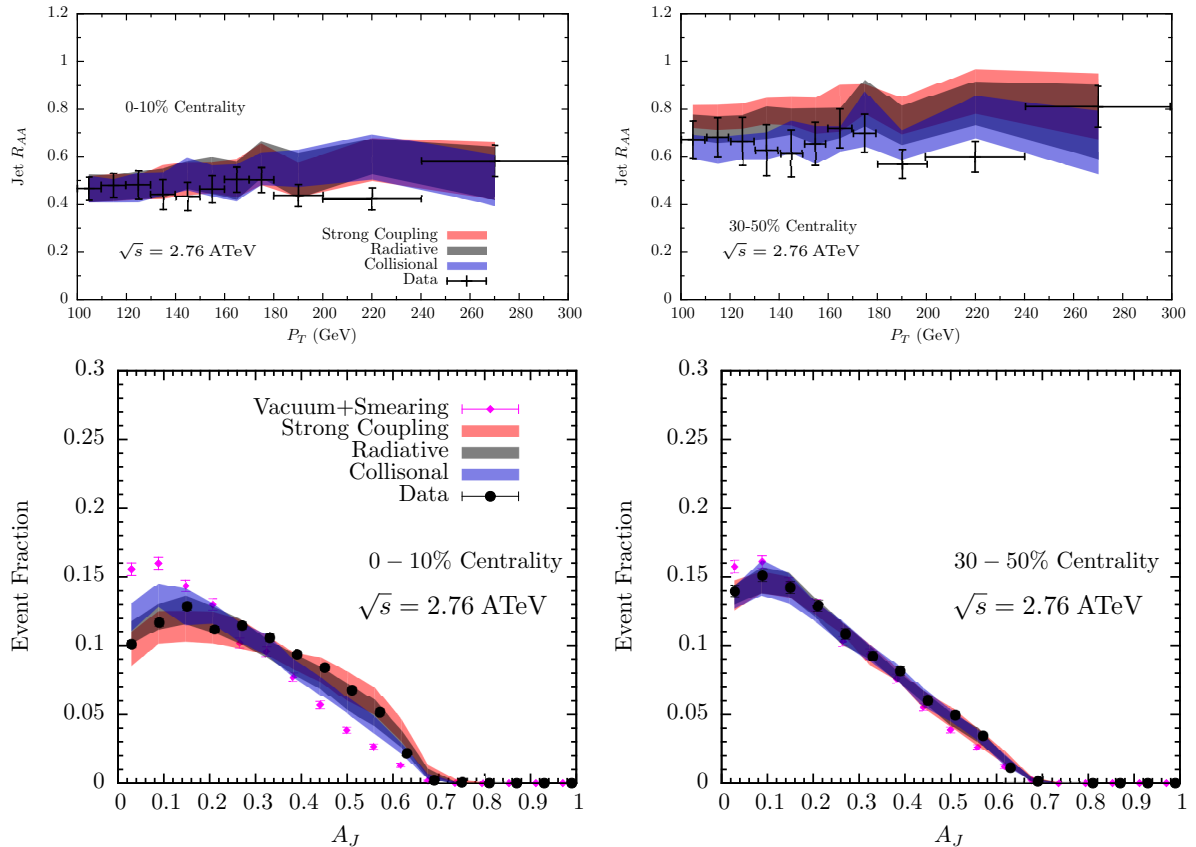 1.2
1
0.8
0.6
0.4
0.2
0
Jet R_AA
0-10% Centrality
√s = 2.76 ATeV
Strong Coupling
Radiative
Collisional
Data
100 120 140 160 180 200 220 240 260 280 300
P_T (GeV)
1.2
1
0.8
0.6
0.4
0.2
0
Jet R_AA
30-50% Centrality
√s = 2.76 ATeV
100 120 140 160 180 200 220 240 260 280 300
P_T (GeV)
0.3
0.25
0.2
0.15
0.1
0.05
0
Event Fraction
Vacuum+Smearing
Strong Coupling
Radiative
Collisonal
Data
0 – 10% Centrality
√s = 2.76 ATeV
0 0.1 0.2 0.3 0.4 0.5 0.6 0.7 0.8 0.9 1
A_J
0.3
0.25
0.2
0.15
0.1
0.05
0
Event Fraction
30 – 50% Centrality
√s = 2.76 ATeV
0 0.1 0.2 0.3 0.4 0.5 0.6 0.7 0.8 0.9 1
A_J